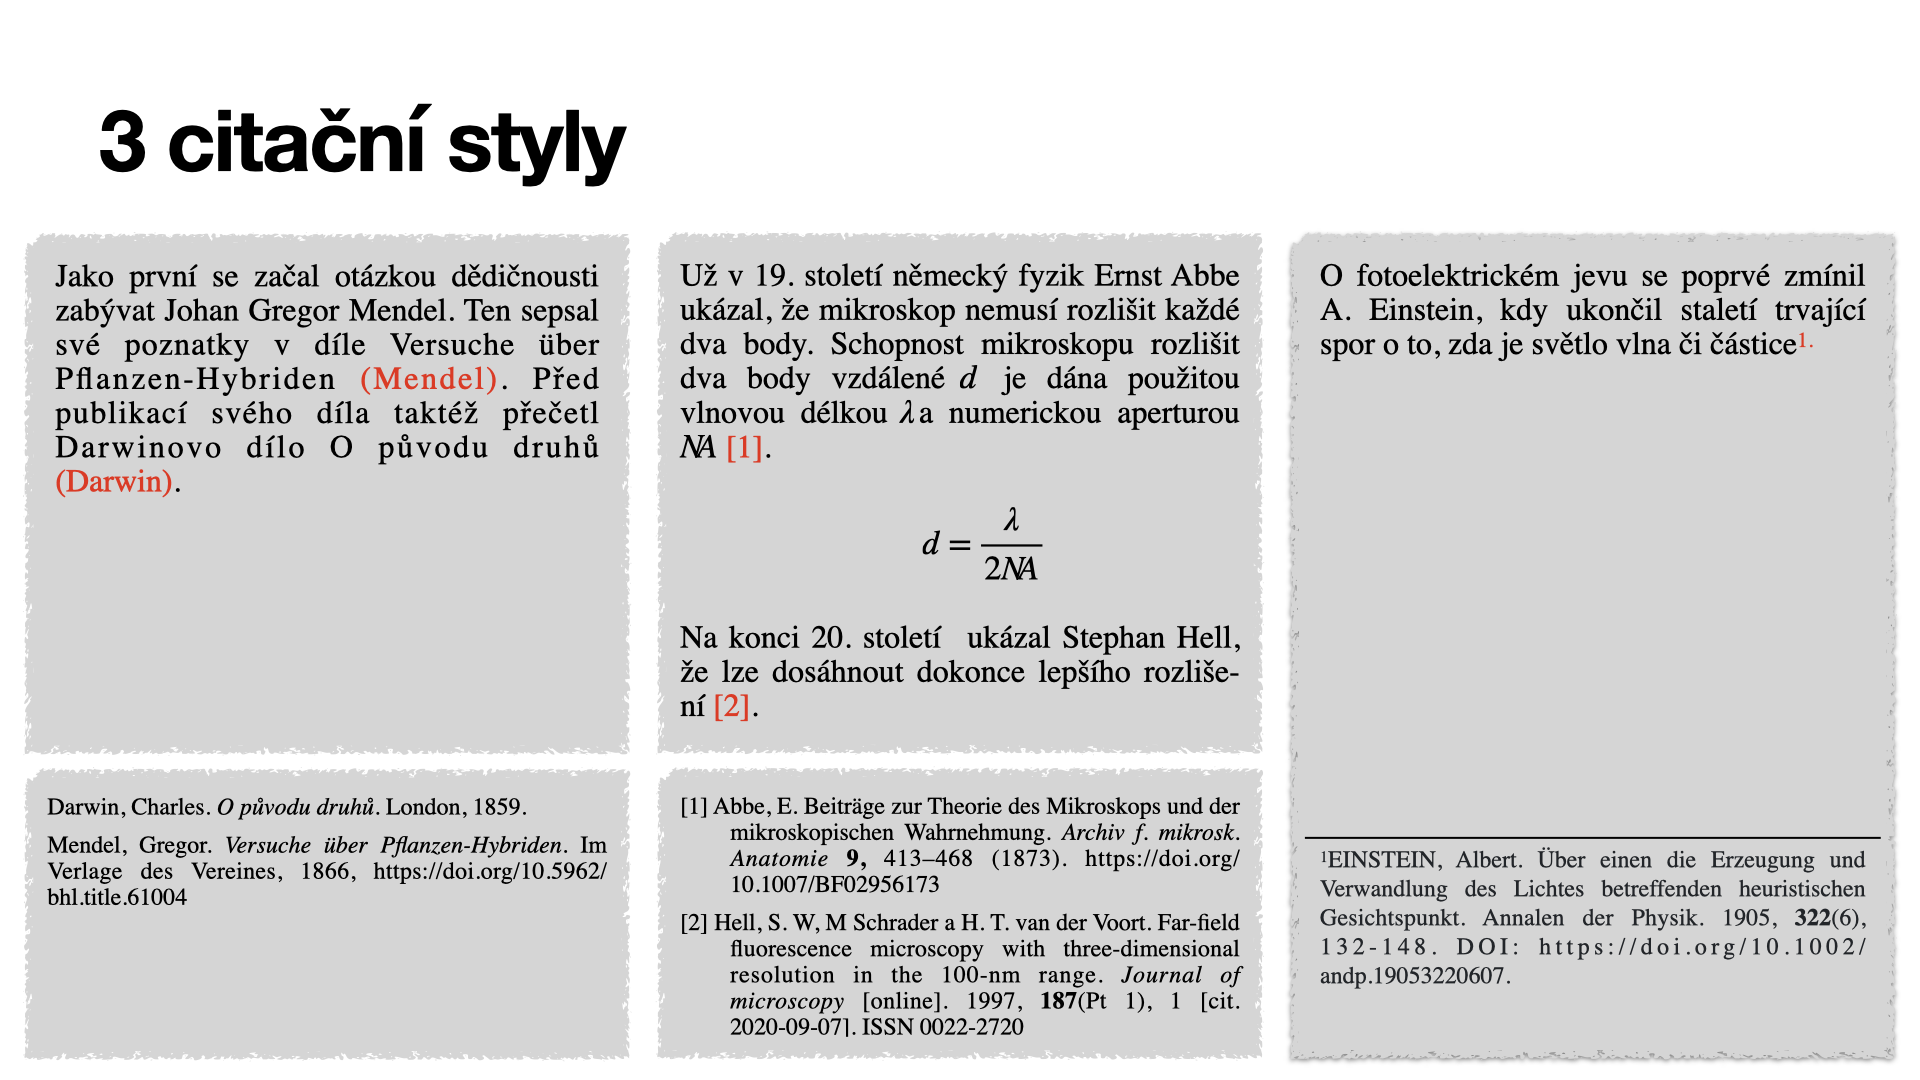 3 citační styly
Jako první se začal otázkou dědičnosti
zabývat Johan Gregor Mendel. Ten sepsal
své poznatky v díle Versuche über
Pflanzen-Hybriden (Mendel). Před
publikací svého díla taktéž přečetl
Darwinovo dílo O původu druhů
(Darwin).
Darwin, Charles. O původu druhů. London, 1859.
Mendel, Gregor. Versuche über Pflanzen-Hybriden. Im
Verlage des Vereines, 1866, https://doi.org/10.5962/
bhl.title.61004
Už v 19. století německý fyzik Ernst Abbe
ukázal, že mikroskop nemusí rozlišit každé
dva body. Schopnost mikroskopu rozlišit
dva body vzdálené d je dána použitou
vlnovou délkou λ a numerickou aperturou
NA [1].
d = λ / 2NA
Na konci 20. století ukázal Stephan Hell,
že lze dosáhnout dokonce lepšího rozliše-
ní [2].
[1] Abbe, E. Beiträge zur Theorie des Mikroskops und der
mikroskopischen Wahrnehmung. Archiv f. mikrosk.
Anatomie 9, 413–468 (1873). https://doi.org/
10.1007/BF02956173
[2] Hell, S. W, M Schrader a H. T. van der Voort. Far-field
fluorescence microscopy with three-dimensional
resolution in the 100-nm range. Journal of
microscopy [online]. 1997, 187(Pt 1), 1 [cit.
2020-09-07]. ISSN 0022-2720
O fotoelektrickém jevu se poprvé zmínil
A. Einstein, kdy ukončil staletí trvající
spor o to, zda je světlo vlna či částice1.
1EINSTEIN, Albert. Über einen die Erzeugung und
Verwandlung des Lichtes betreffenden heuristischen
Gesichtspunkt. Annalen der Physik. 1905, 322(6),
132-148. DOI: https://doi.org/10.1002/
andp.19053220607.